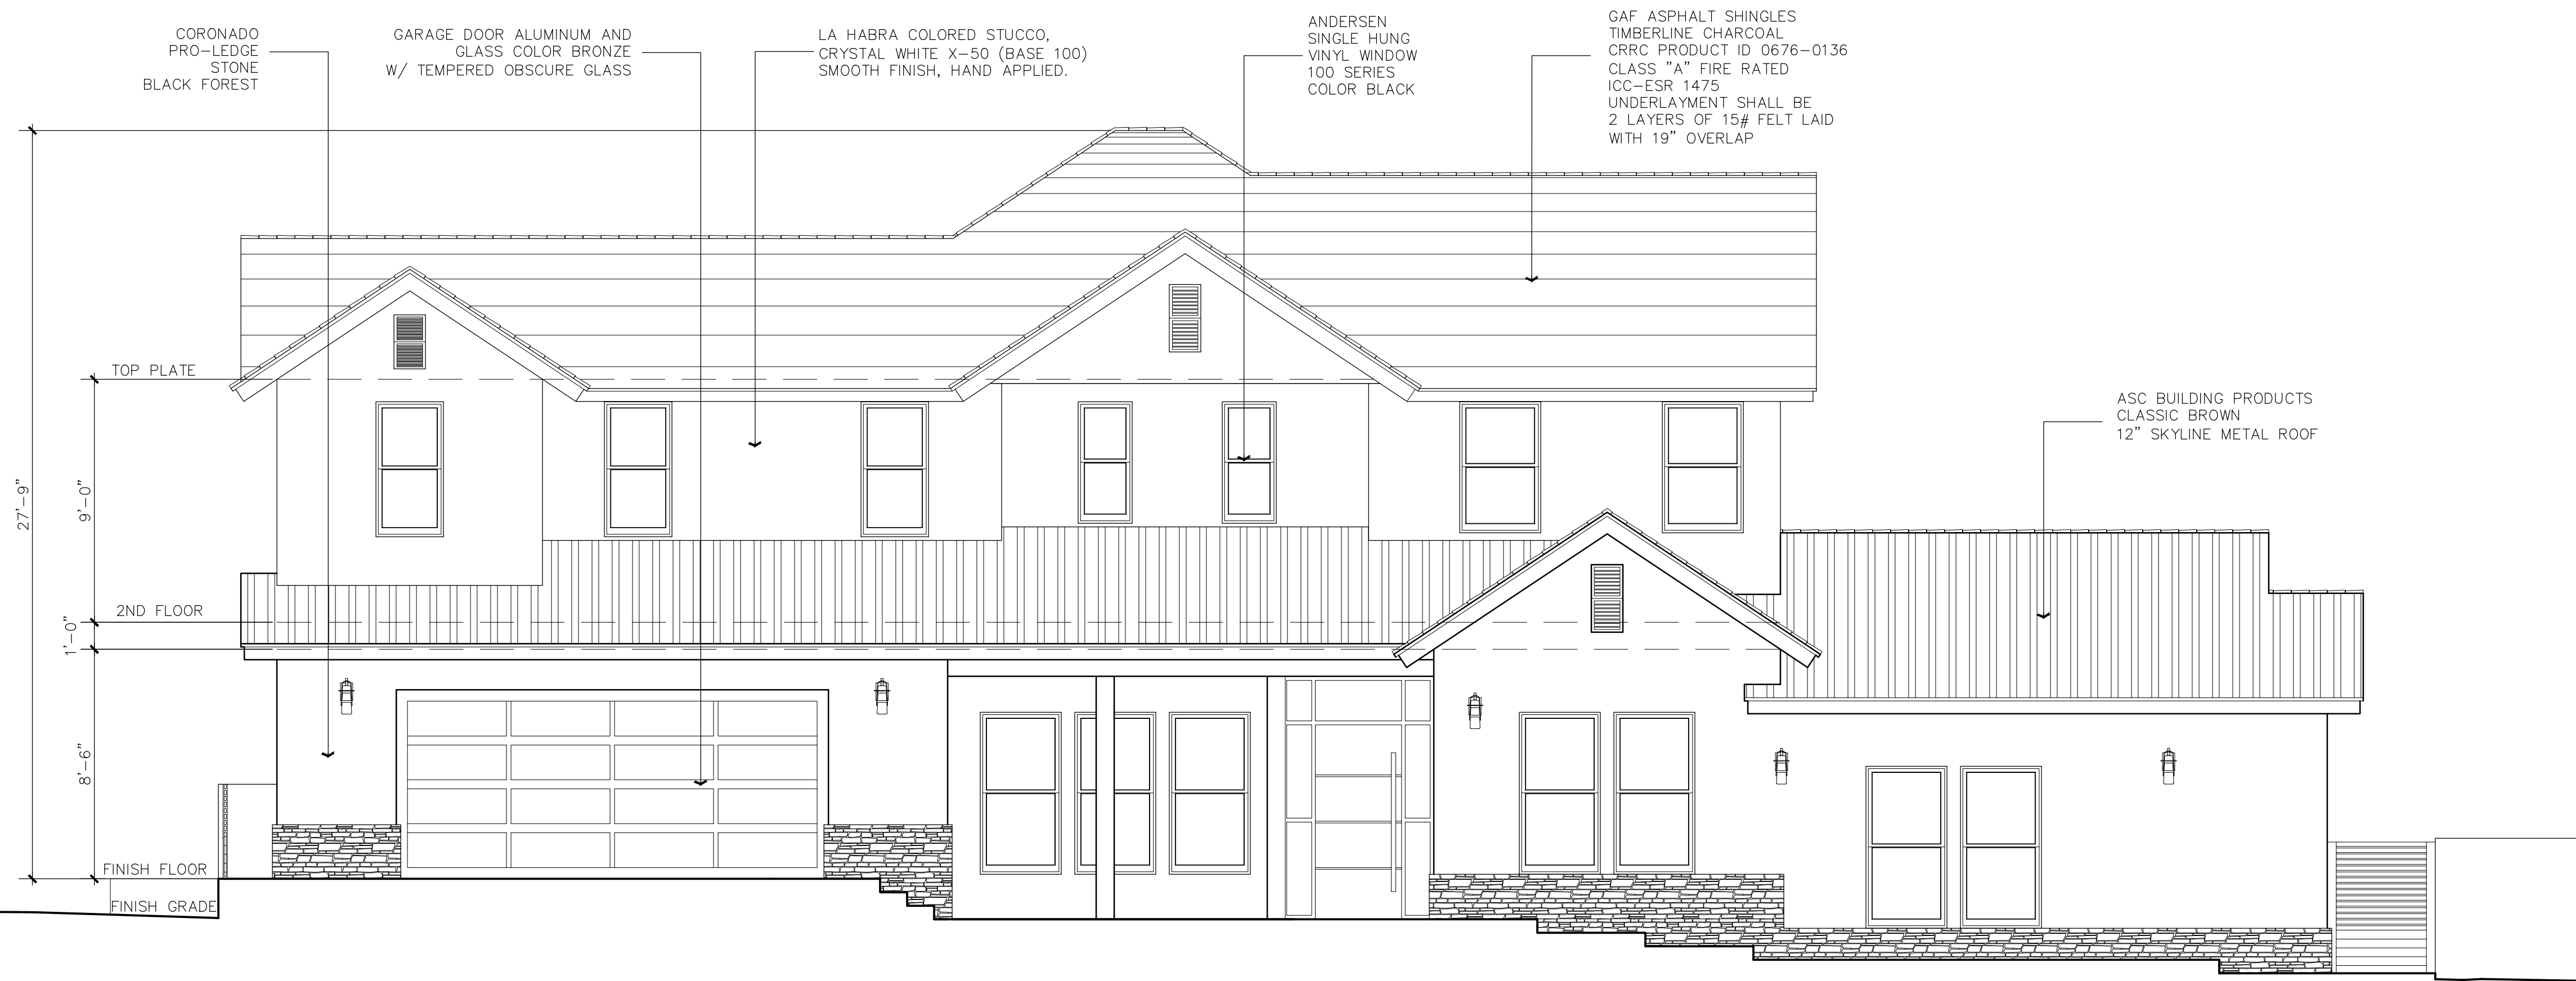 CORONADO
PRO-LEDGE
STONE
BLACK FOREST
GARAGE DOOR ALUMINUM AND
GLASS COLOR BRONZE
W/ TEMPERED OBSCURE GLASS
LA HABRA COLORED STUCCO,
CRYSTAL WHITE X-50 (BASE 100)
SMOOTH FINISH, HAND APPLIED.
ANDERSEN
SINGLE HUNG
VINYL WINDOW
100 SERIES
COLOR BLACK
GAF ASPHALT SHINGLES
TIMBERLINE CHARCOAL
CRRC PRODUCT ID 0676-0136
CLASS "A" FIRE RATED
ICC-ESR 1475
UNDERLAYMENT SHALL BE
2 LAYERS OF 15# FELT LAID
WITH 19" OVERLAP
ASC BUILDING PRODUCTS
CLASSIC BROWN
12" SKYLINE METAL ROOF
TOP PLATE
27'-9"
9'-0"
2ND FLOOR
1'-0"
8'-6"
FINISH FLOOR
FINISH GRADE